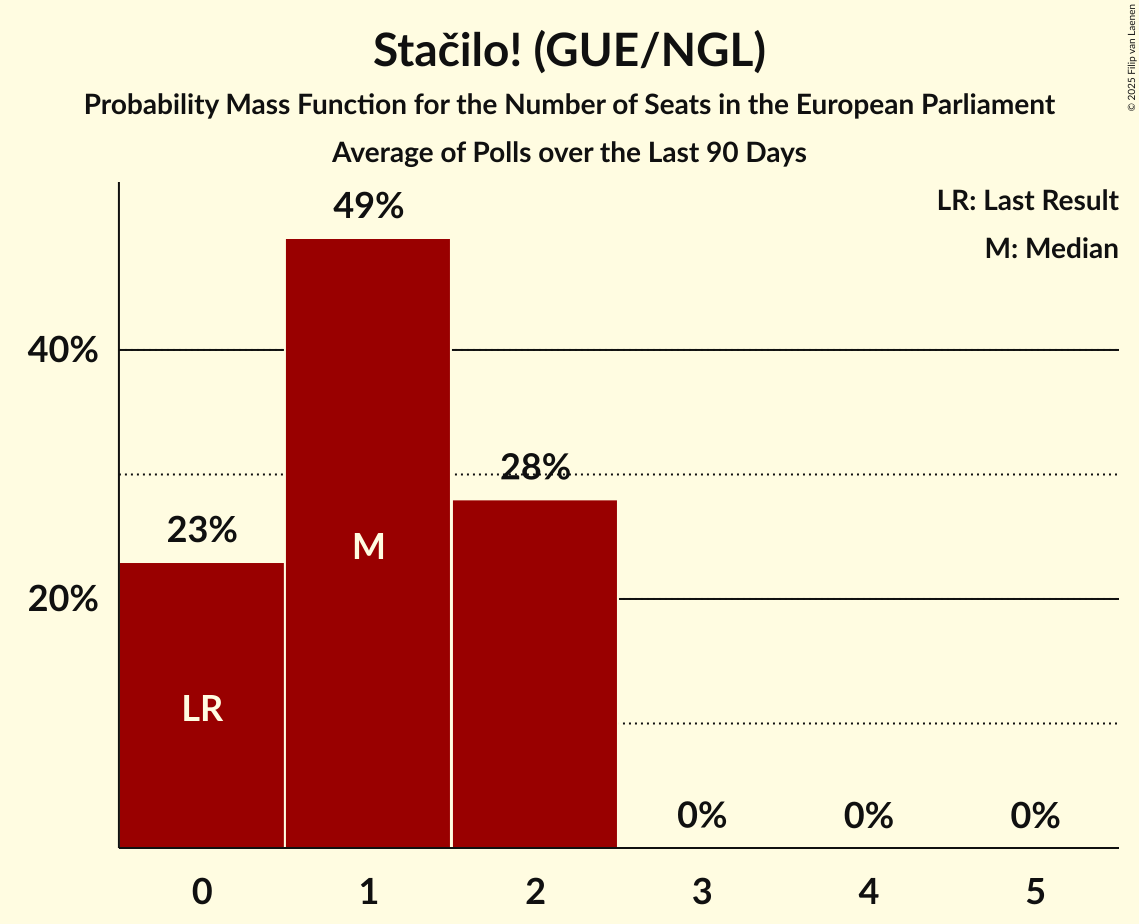 Stačilo! (GUE/NGL)
Probability Mass Function for the Number of Seats in the European Parliament
Average of Polls over the Last 90 Days
© 2025 Filip van Laenen
LR: Last Result
M: Median
49%
40%
28%
23%
M
20%
LR
0%
0%
0%
0
1
2
3
4
5